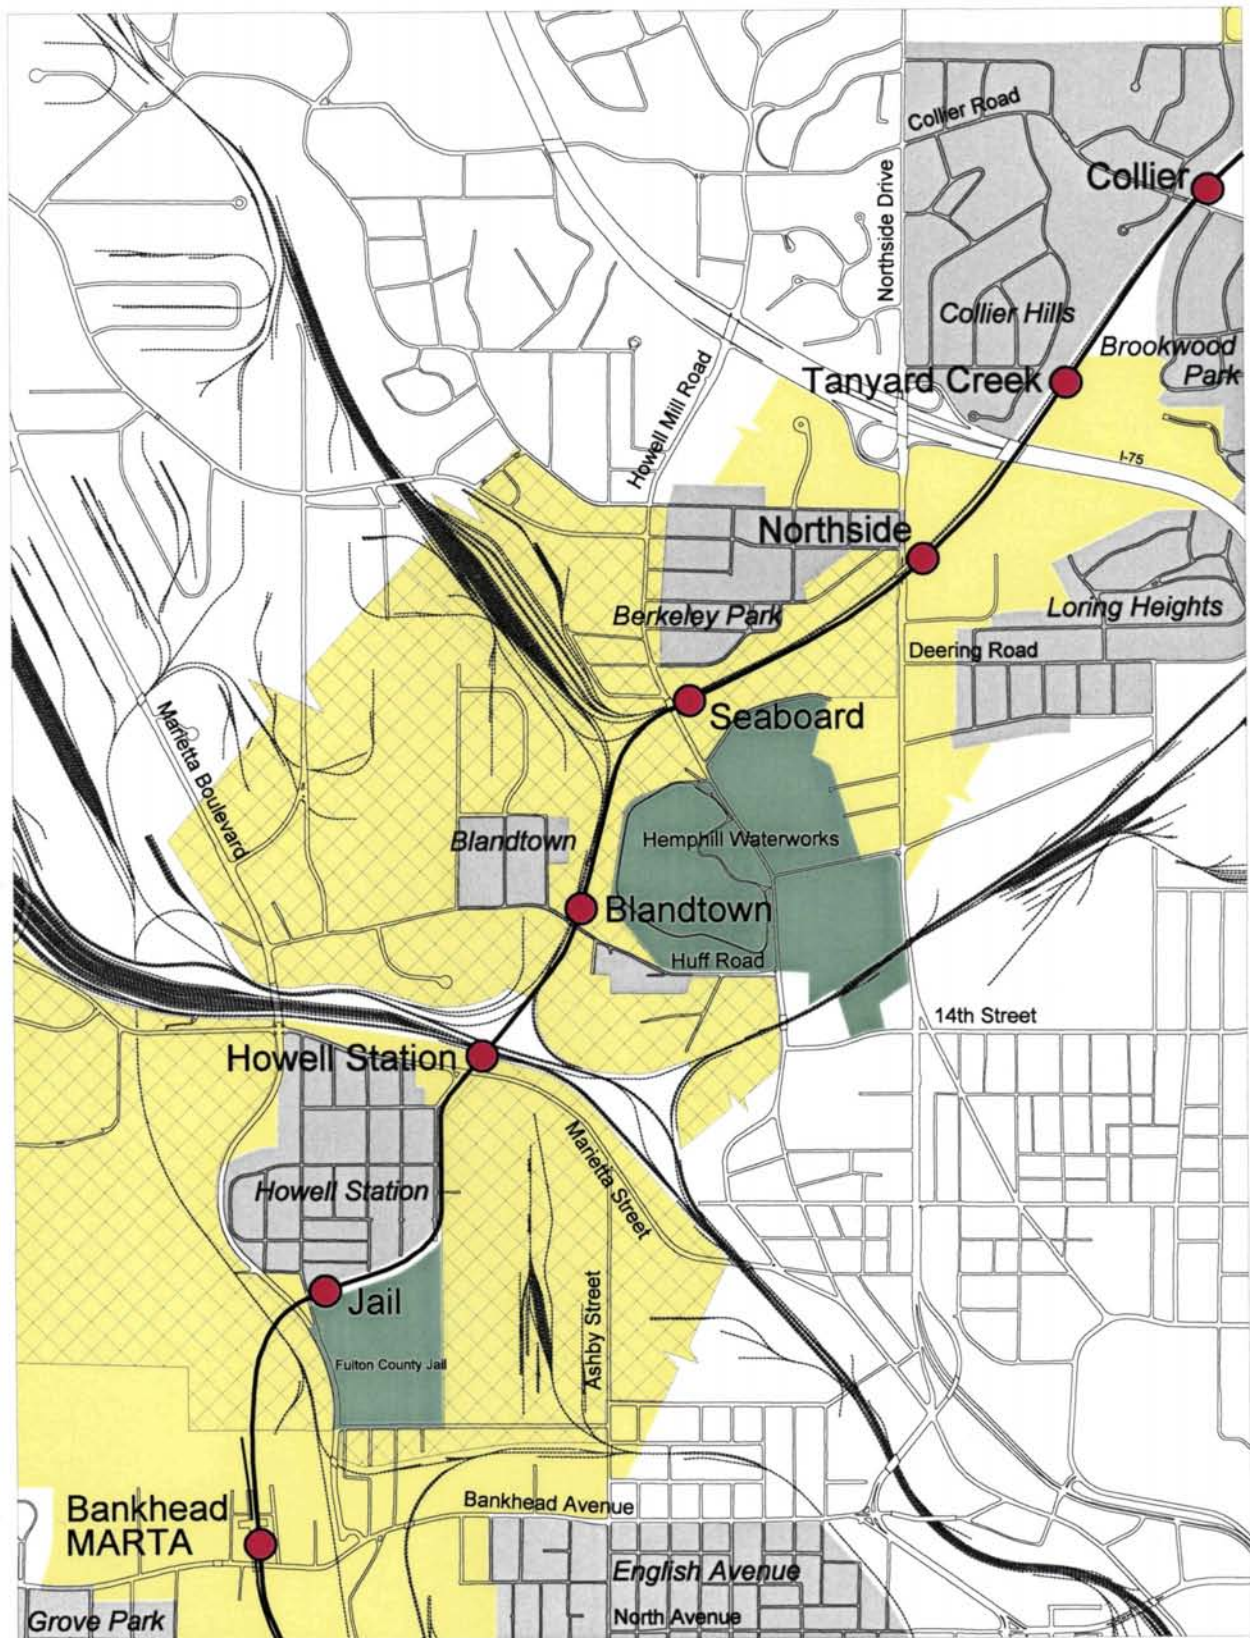 Collier Road
Collier
Northside Drive
Collier Hills
Brookwood
Park
Tanyard Creek
Howell Mill Road
I-75
Northside
Berkeley Park
Loring Heights
Deering Road
Seaboard
Marietta Boulevard
Blandtown
Hemphill Waterworks
Blandtown
Huff Road
14th Street
Howell Station
Marietta Street
Howell Station
Jail
Ashby Street
Fulton County Jail
Bankhead
MARTA
Bankhead Avenue
English Avenue
Grove Park
North Avenue